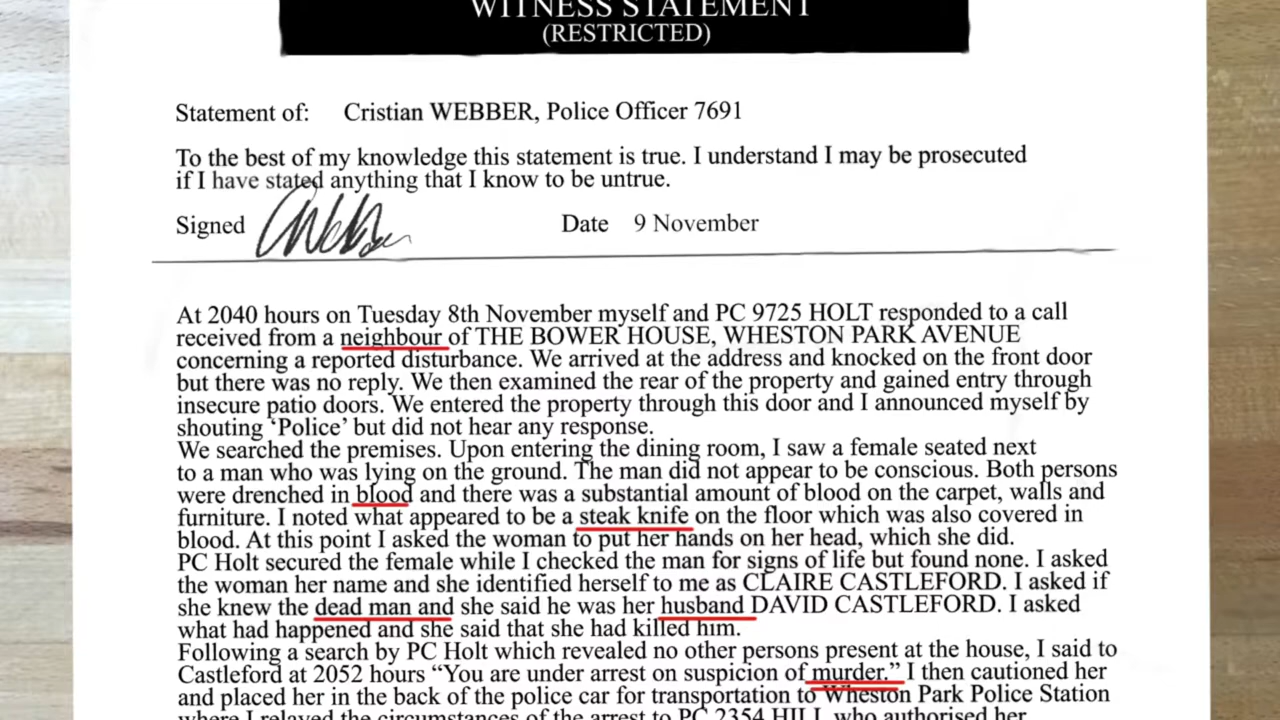 WITNESS STATEMENT
(RESTRICTED)
Statement of: Cristian WEBBER, Police Officer 7691
To the best of my knowledge this statement is true. I understand I may be prosecuted
if I have stated anything that I know to be untrue.
Signed CWebber Date 9 November
At 2040 hours on Tuesday 8th November myself and PC 9725 HOLT responded to a call
received from a neighbour of THE BOWER HOUSE, WHESTON PARK AVENUE
concerning a reported disturbance. We arrived at the address and knocked on the front door
but there was no reply. We then examined the rear of the property and gained entry through
insecure patio doors. We entered the property through this door and I announced myself by
shouting ‘Police’ but did not hear any response.
We searched the premises. Upon entering the dining room, I saw a female seated next
to a man who was lying on the ground. The man did not appear to be conscious. Both persons
were drenched in blood and there was a substantial amount of blood on the carpet, walls and
furniture. I noted what appeared to be a steak knife on the floor which was also covered in
blood. At this point I asked the woman to put her hands on her head, which she did.
PC Holt secured the female while I checked the man for signs of life but found none. I asked
the woman her name and she identified herself to me as CLAIRE CASTLEFORD. I asked if
she knew the dead man and she said he was her husband DAVID CASTLEFORD. I asked
what had happened and she said that she had killed him.
Following a search by PC Holt which revealed no other persons present at the house, I said to
Castleford at 2052 hours “You are under arrest on suspicion of murder.” I then cautioned her
and placed her in the back of the police car for transportation to Wheston Park Police Station
where I relayed the circumstances of the arrest to PC 2354 HILL who authorised her